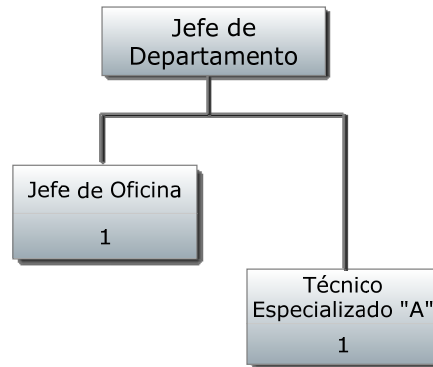 Jefe de
Departamento
Jefe de Oficina
1
Técnico
Especializado "A"
1